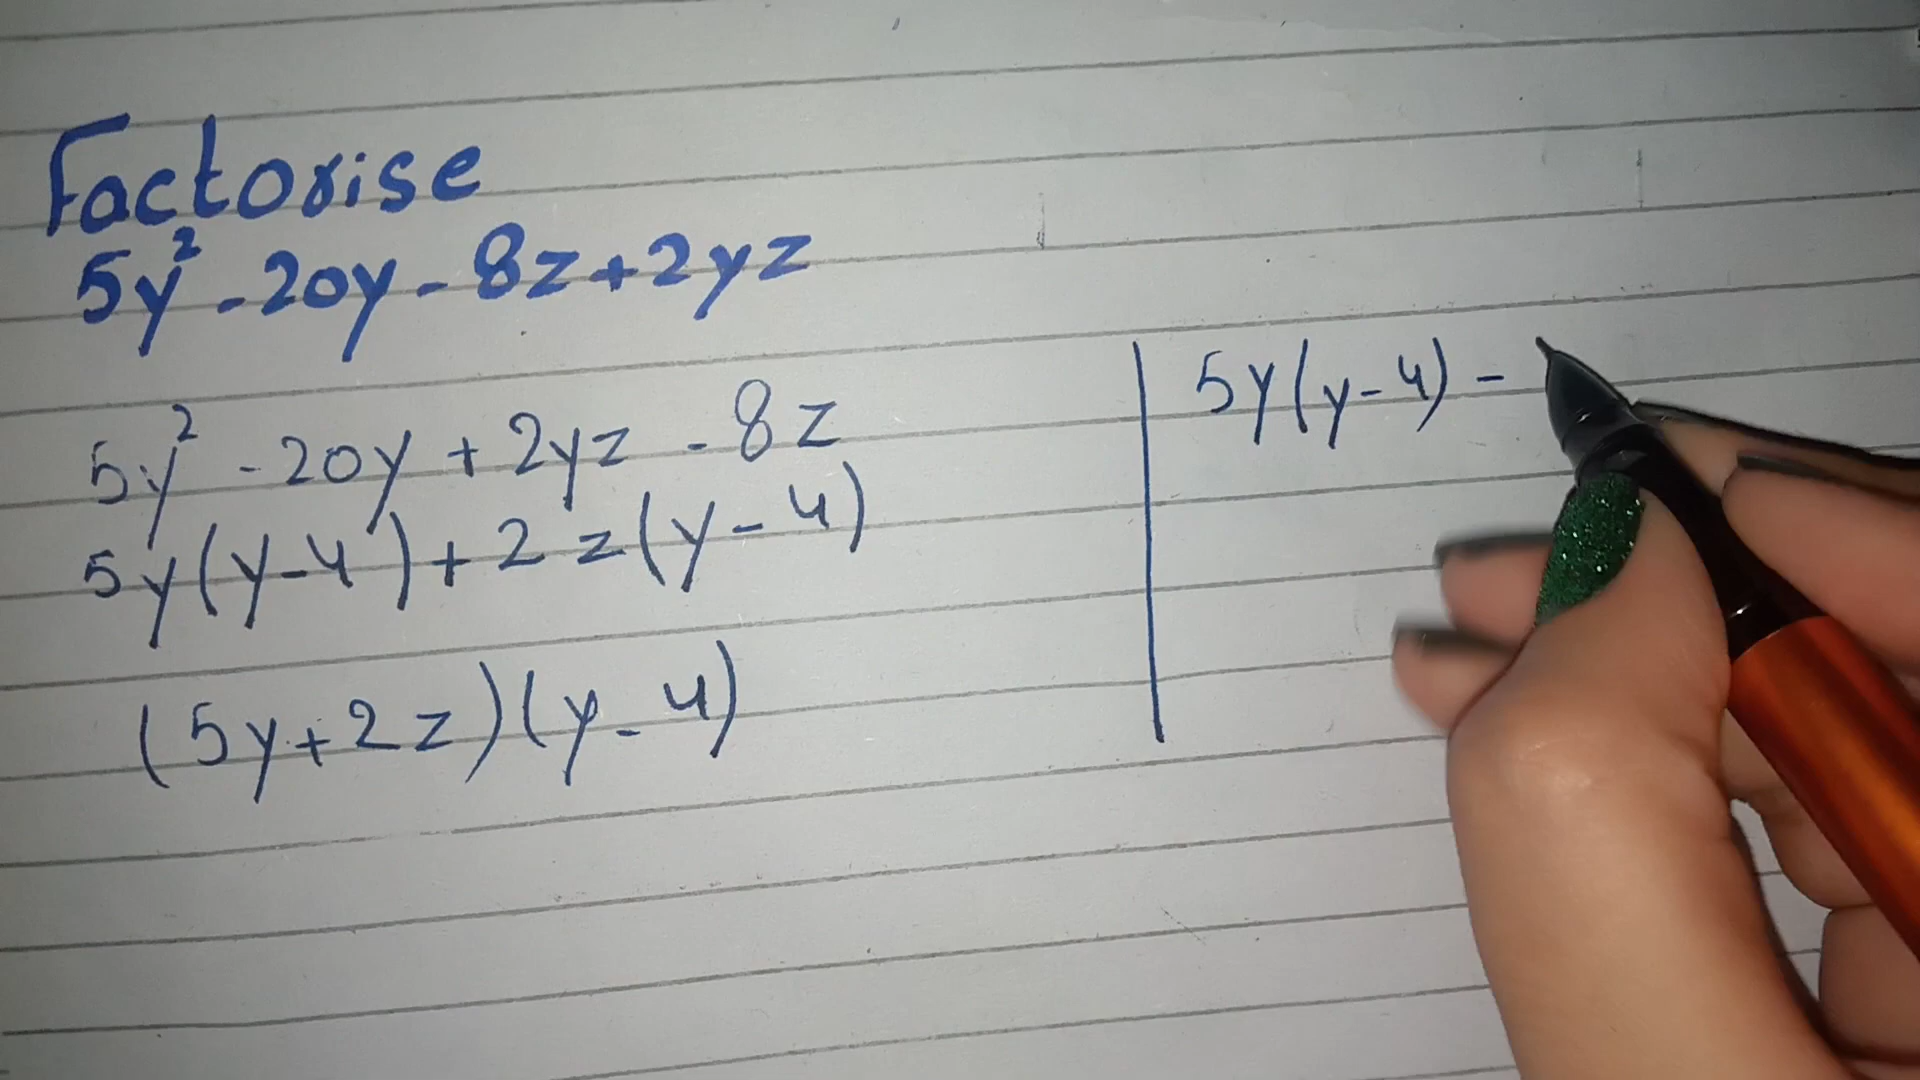 Factorise
5y² - 20y - 8z + 2yz
5y² - 20y + 2yz - 8z
5y(y-4) + 2z(y-4)
(5y+2z)(y-4)
5y(y-4) -